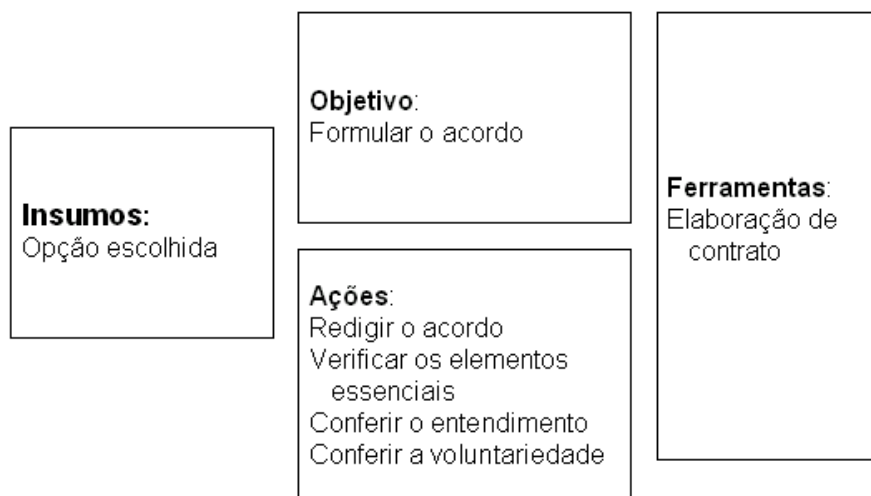 Insumos:
Opção escolhida
Objetivo:
Formular o acordo
Ações:
Redigir o acordo
Verificar os elementos
essenciais
Conferir o entendimento
Conferir a voluntariedade
Ferramentas:
Elaboração de
contrato